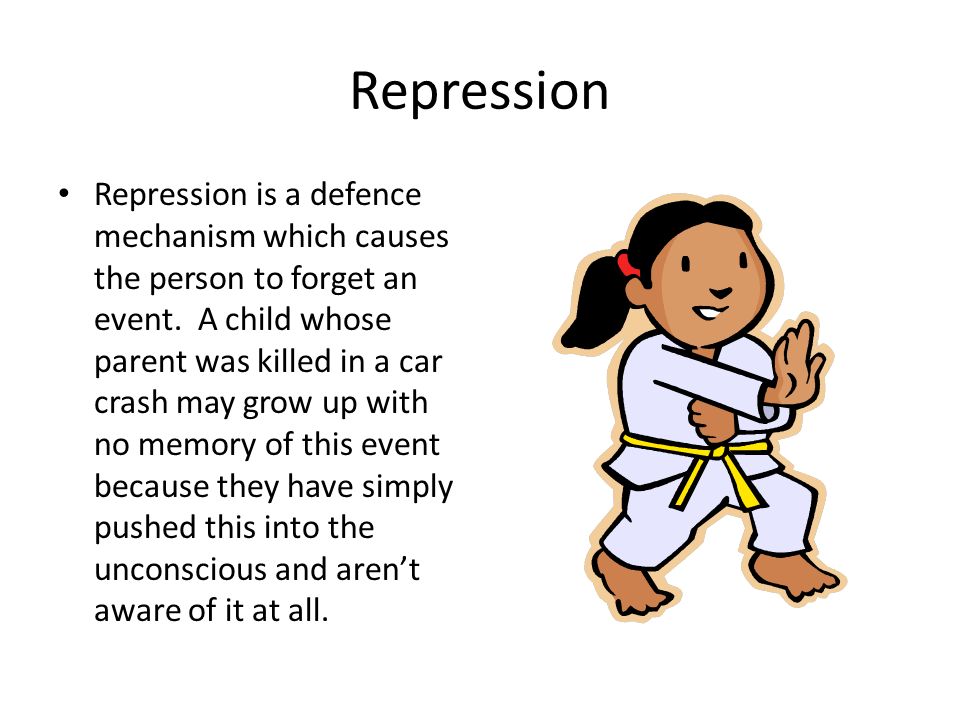 Repression
• Repression is a defence
mechanism which causes
the person to forget an
event.  A child whose
parent was killed in a car
crash may grow up with
no memory of this event
because they have simply
pushed this into the
unconscious and aren’t
aware of it at all.